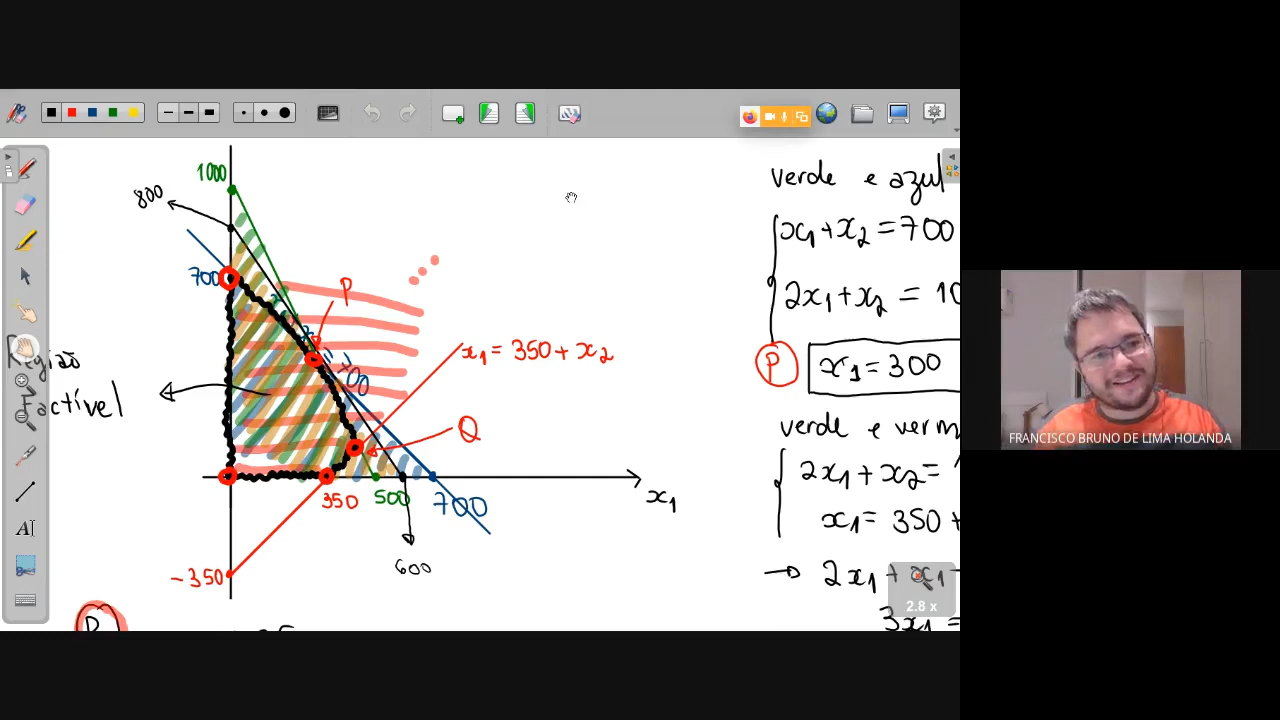 1000
800
700
P
x₁ = 350 + x₂
700
Região
Factível
Q
350
500
700
x₁
-350
600
verde e azul
x₁ + x₂ = 700
2x₁ + x₂ = 10
P
x₁ = 300
verde e verm
2x₁ + x₂ =
x₁ = 350 +
→ 2x₁ + x₁ -
3x₁ =
2.8 x
A
FRANCISCO BRUNO DE LIMA HOLANDA